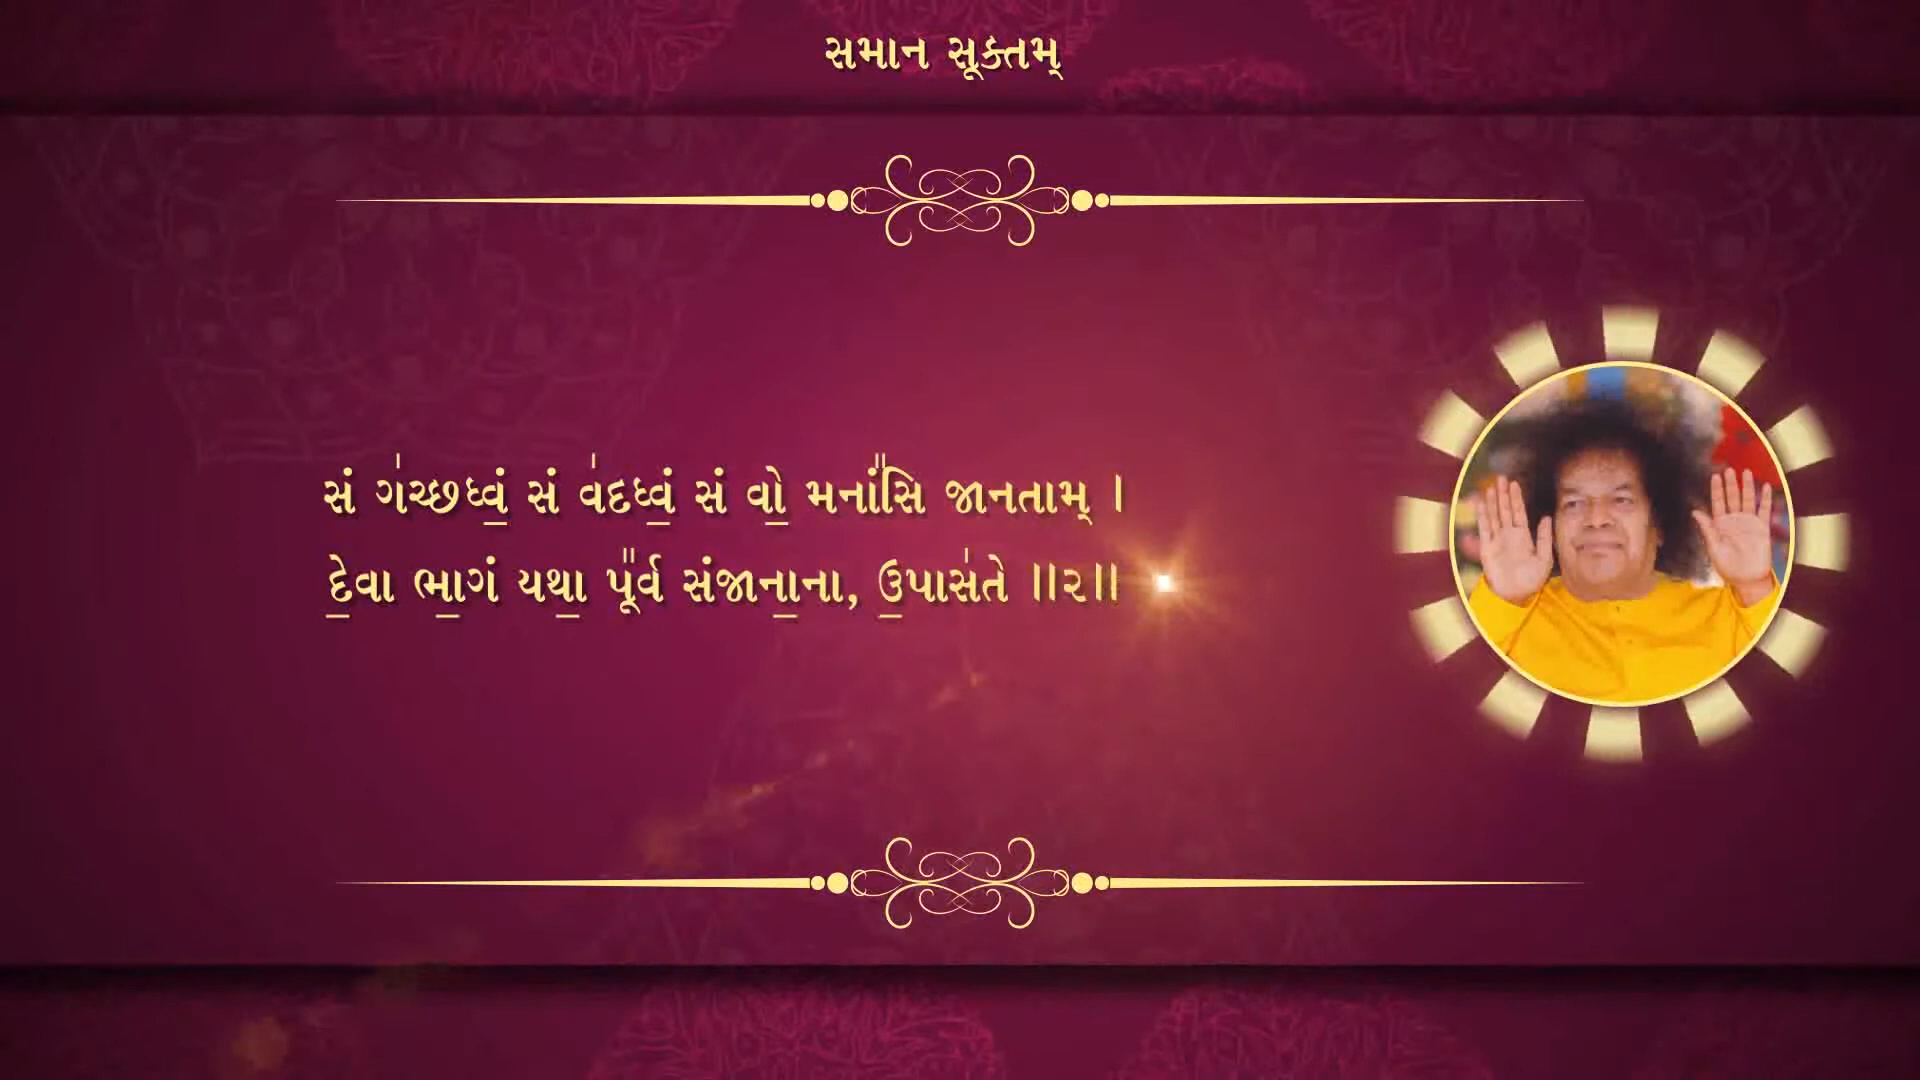 સમાન સૂક્તમ્
સં ગ॑ચ્છધ્વં॒ સં વ॑દધ્વં॒ સં વો॒ મનાં᳚સિ જાનતામ્ ।
દે॒વા ભા॒ગં યથા॒ પૂ᳚ર્વ સંજાના॒ના, ઉ॒પાસ॑તે ॥૨॥